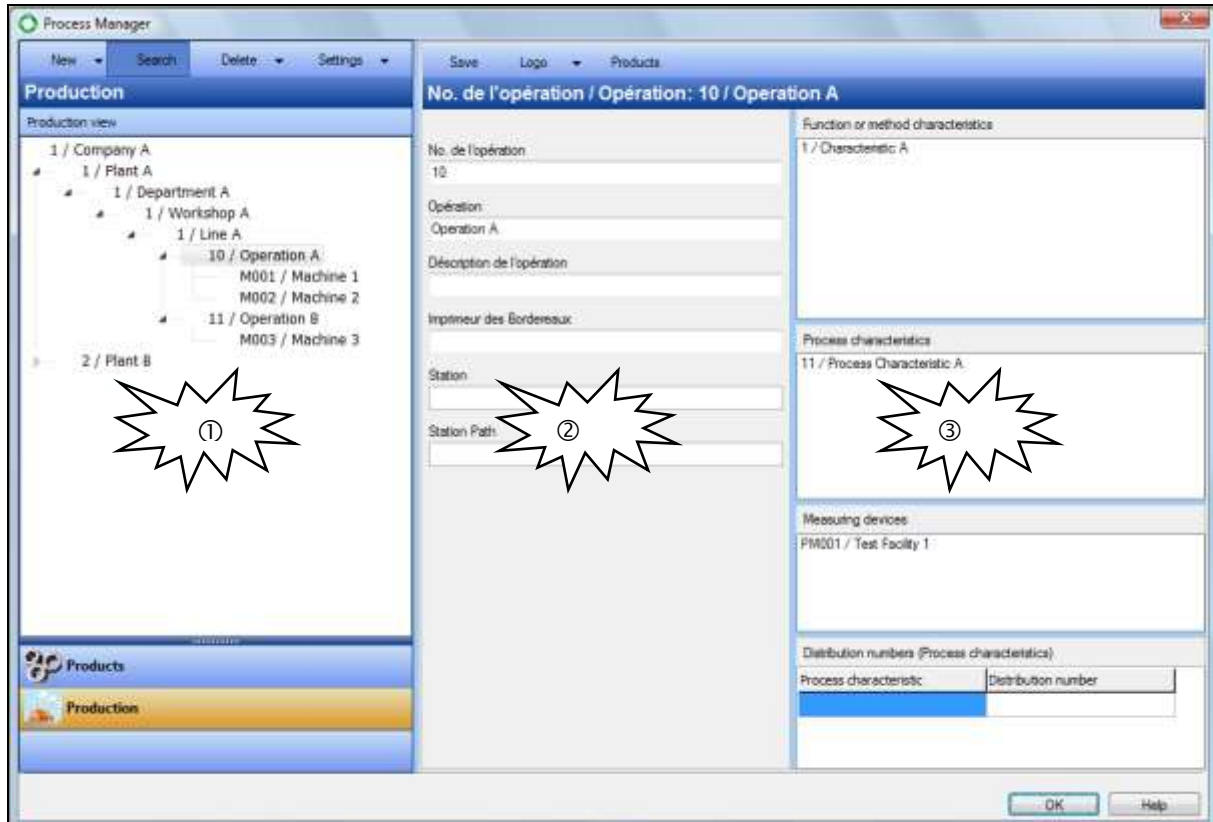 Process Manager
New Search Delete Settings
Save Logo Products
Production
No. de l'opération / Opération: 10 / Operation A
Production view
1 / Company A
1 / Plant A
1 / Department A
1 / Workshop A
1 / Line A
10 / Operation A
M001 / Machine 1
M002 / Machine 2
11 / Operation B
M003 / Machine 3
2 / Plant B
①
Products
Production
No. de l'opération
10
Opération
Operation A
Déscription de l'opération
Imprimeur des Bordereaux
Station
Station Path
②
Function or method characteristics
1 / Characteristic A
Process characteristics
11 / Process Characteristic A
③
Measuring devices
PM001 / Test Facility 1
Distribution numbers (Process characteristics)
Process characteristic Distribution number
OK Help